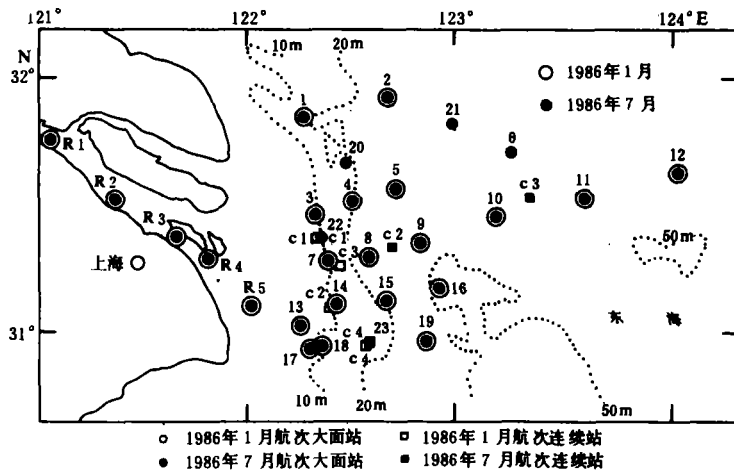 121° 122° 123° 124°E
10m 20m
N
32°
○ 1986年1月
● 1986年7月
1 2 21 θ 12
20
R1
R2
R3
R4
R5
3 4 5 10 c3 11
22
c1 c1 c2 9
7 c3 8
上海
50m
c2 14 15 16
31°
13
17 18 c4 23 19
c4
东 海
10m 20m 50m
○ 1986年1月航次大面站 □ 1986年1月航次连续站
● 1986年7月航次大面站 ■ 1986年7月航次连续站